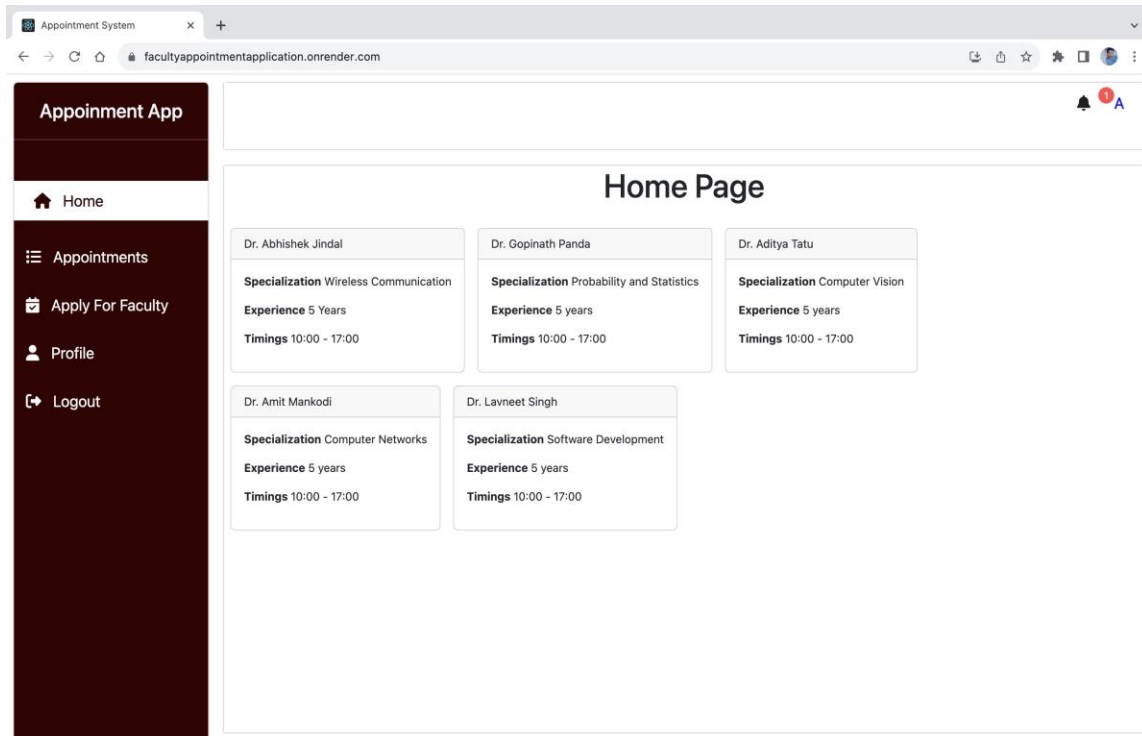 Appointment System
facultyappointmentapplication.onrender.com
Appoinment App
1
A
Home
Appointments
Apply For Faculty
Profile
Logout
Home Page
Dr. Abhishek Jindal
Specialization Wireless Communication
Experience 5 Years
Timings 10:00 - 17:00
Dr. Gopinath Panda
Specialization Probability and Statistics
Experience 5 years
Timings 10:00 - 17:00
Dr. Aditya Tatu
Specialization Computer Vision
Experience 5 years
Timings 10:00 - 17:00
Dr. Amit Mankodi
Specialization Computer Networks
Experience 5 years
Timings 10:00 - 17:00
Dr. Lavneet Singh
Specialization Software Development
Experience 5 years
Timings 10:00 - 17:00